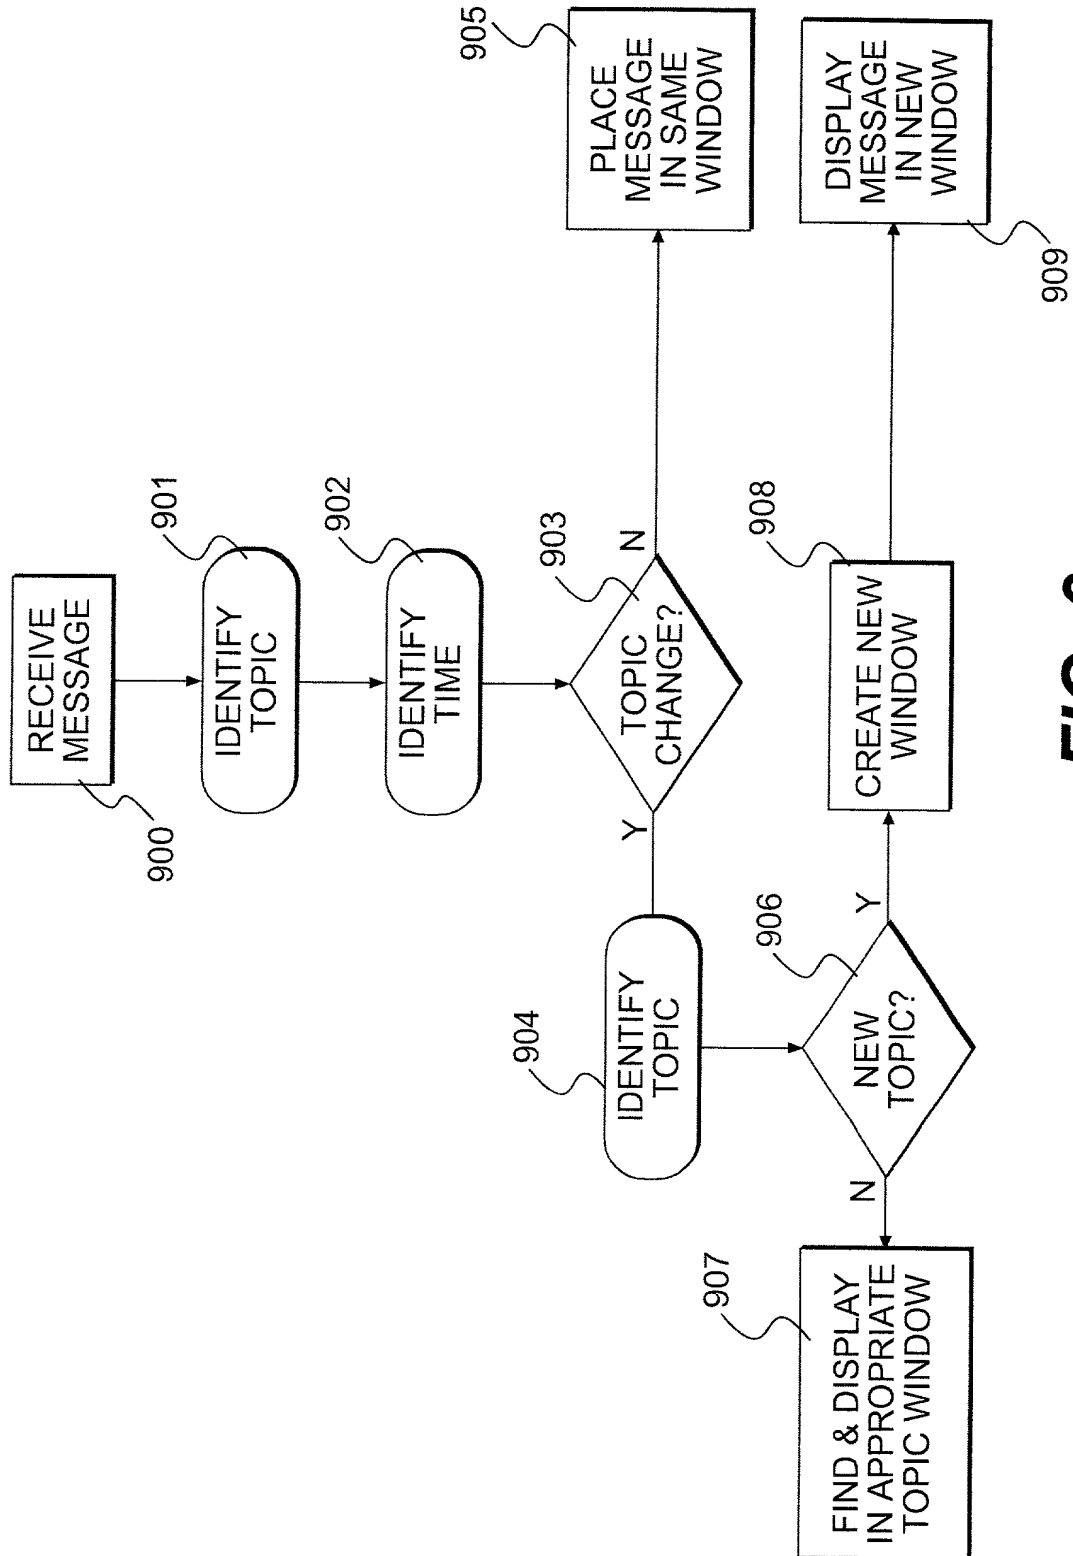 RECEIVE
MESSAGE
900
IDENTIFY
TOPIC
901
IDENTIFY
TIME
902
TOPIC
CHANGE?
903
Y
N
IDENTIFY
TOPIC
904
PLACE
MESSAGE
IN SAME
WINDOW
905
NEW
TOPIC?
906
N
Y
FIND & DISPLAY
IN APPROPRIATE
TOPIC WINDOW
907
CREATE NEW
WINDOW
908
DISPLAY
MESSAGE
IN NEW
WINDOW
909